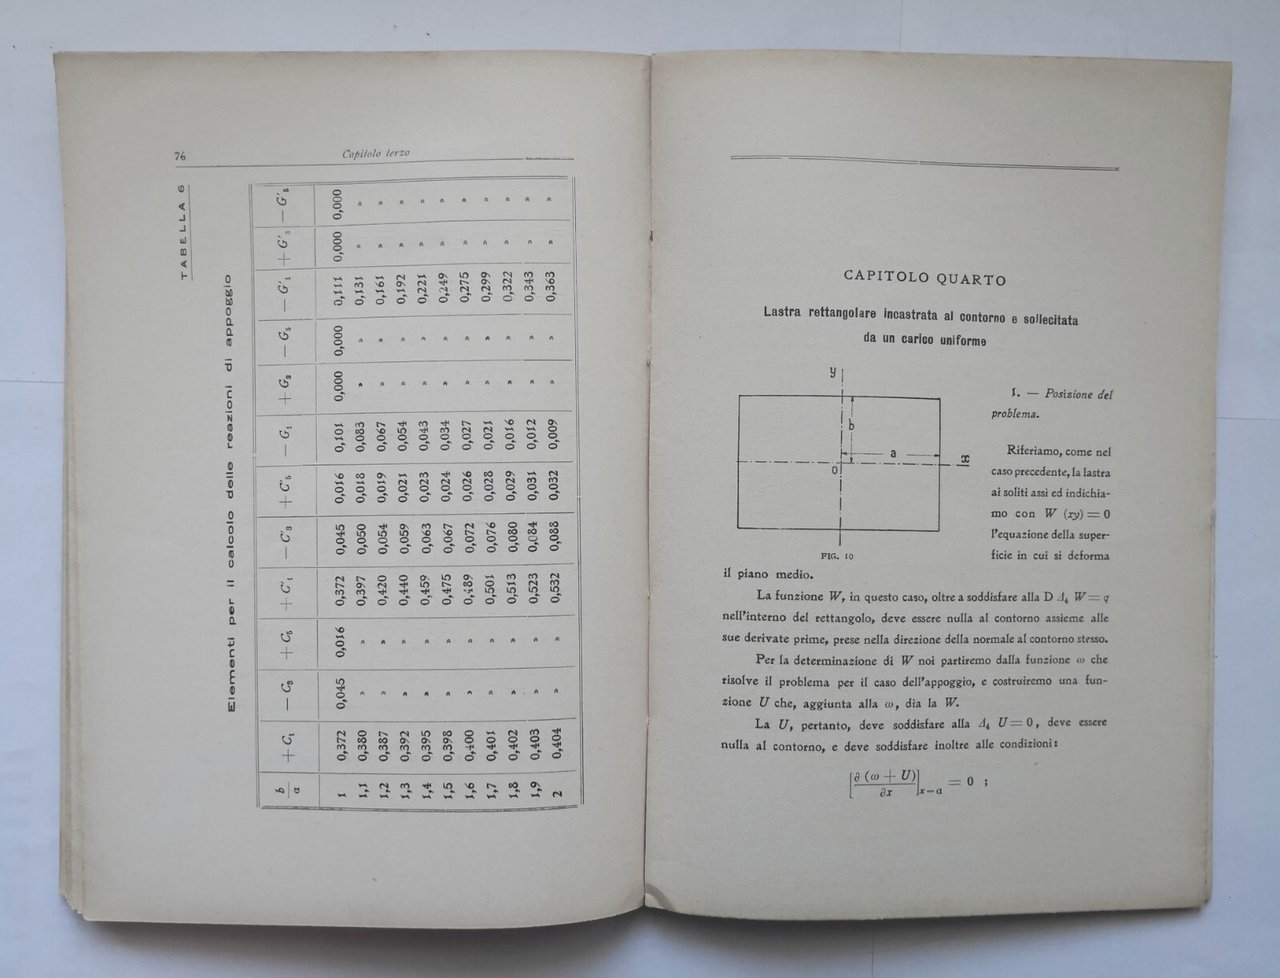 76
Capitolo terzo
TABELLA 6
Elementi per il calcolo delle reazioni di appoggio
b/a + C₁ — C₃ + C₅ + C'₁ — C'₃ + C'₅ — G₁ + G₃ — G₅ — G'₁ + G'₃ — G'₅
1 0,372 0,045 0,016 0,372 0,045 0,016 0,101 0,000 0,000 0,111 0,000 0,000
1,1 0,380 » » 0,397 0,050 0,018 0,083 » » 0,131 » »
1,2 0,387 » » 0,420 0,054 0,019 0,067 » » 0,161 » »
1,3 0,392 » » 0,440 0,059 0,021 0,054 » » 0,192 » »
1,4 0,395 » » 0,459 0,063 0,023 0,043 » » 0,221 » »
1,5 0,398 » » 0,475 0,067 0,024 0,034 » » 0,249 » »
1,6 0,400 » » 0,489 0,072 0,026 0,027 » » 0,275 » »
1,7 0,401 » » 0,501 0,076 0,028 0,021 » » 0,299 » »
1,8 0,402 » » 0,513 0,080 0,029 0,016 » » 0,322 » »
1,9 0,403 » » 0,523 0,084 0,031 0,012 » » 0,343 » »
2 0,404 » » 0,532 0,088 0,032 0,009 » » 0,363 » »
CAPITOLO QUARTO
Lastra rettangolare incastrata al contorno e sollecitata
da un carico uniforme
y
b
a
x
O
FIG. 10
1. — Posizione del
problema.
Riferiamo, come nel
caso precedente, la lastra
ai soliti assi ed indichia-
mo con W (xy) = 0
l'equazione della super-
ficie in cui si deforma
il piano medio.
La funzione W, in questo caso, oltre a soddisfare alla D Δ₄ W = q
nell'interno del rettangolo, deve essere nulla al contorno assieme alle
sue derivate prime, prese nella direzione della normale al contorno stesso.
Per la determinazione di W noi partiremo dalla funzione ω che
risolve il problema per il caso dell'appoggio, e costruiremo una fun-
zione U che, aggiunta alla ω, dia la W.
La U, pertanto, deve soddisfare alla Δ₄ U = 0, deve essere
nulla al contorno, e deve soddisfare inoltre alle condizioni:
[∂ (ω + U)/∂x]x=a = 0 ;